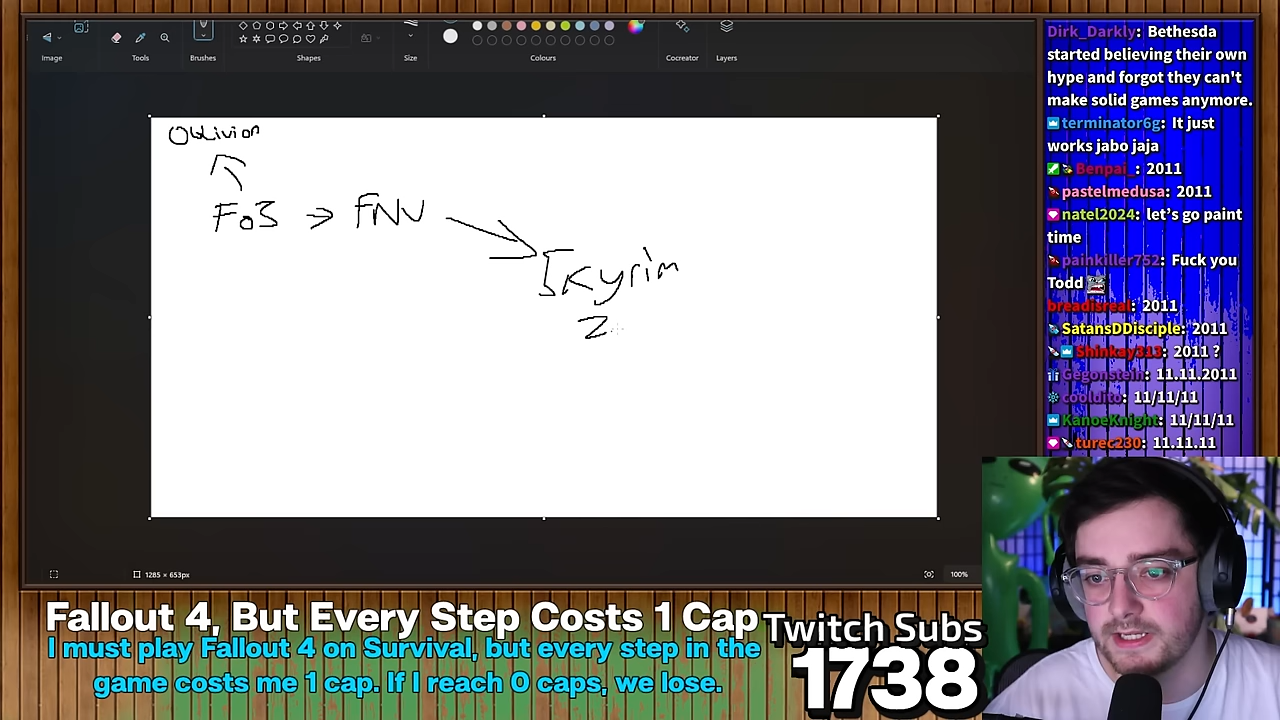 Image
Tools
Brushes
Shapes
Size
Colours
Cocreator
Layers
Oblivion
Fo3 → FNV
Skyrim
2
1285 × 653px
100%
Dirk_Darkly: Bethesda
started believing their own
hype and forgot they can't
make solid games anymore.
terminator6g: It just
works jabo jaja
Benpai_: 2011
pastelmedusa: 2011
natel2024: let's go paint
time
painkiller752: Fuck you
Todd
breadisreal: 2011
SatansDDisciple: 2011
Shinkay313: 2011 ?
Gegonstein: 11.11.2011
cooldito: 11/11/11
KanoeKnight: 11/11/11
turec230: 11.11.11
Fallout 4, But Every Step Costs 1 Cap
I must play Fallout 4 on Survival, but every step in the
game costs me 1 cap. If I reach 0 caps, we lose.
Twitch Subs
1738